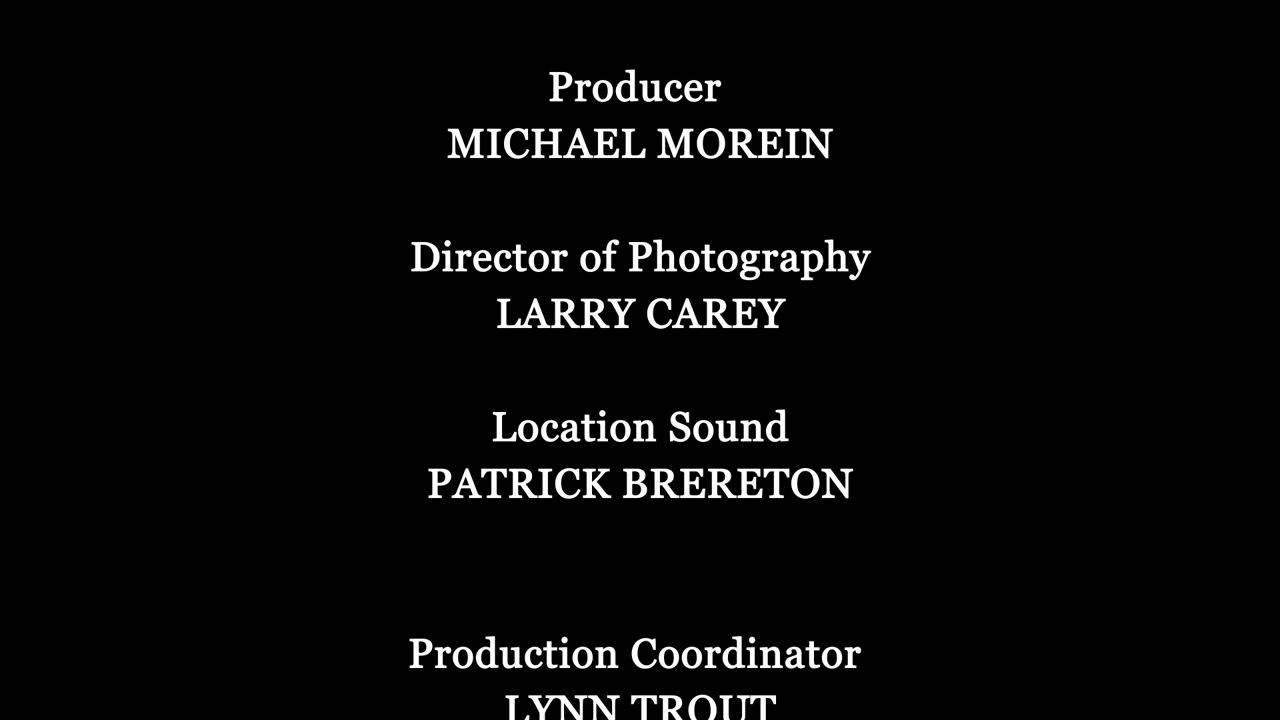 Producer
MICHAEL MOREIN
Director of Photography
LARRY CAREY
Location Sound
PATRICK BRERETON
Production Coordinator
LYNN TROUT